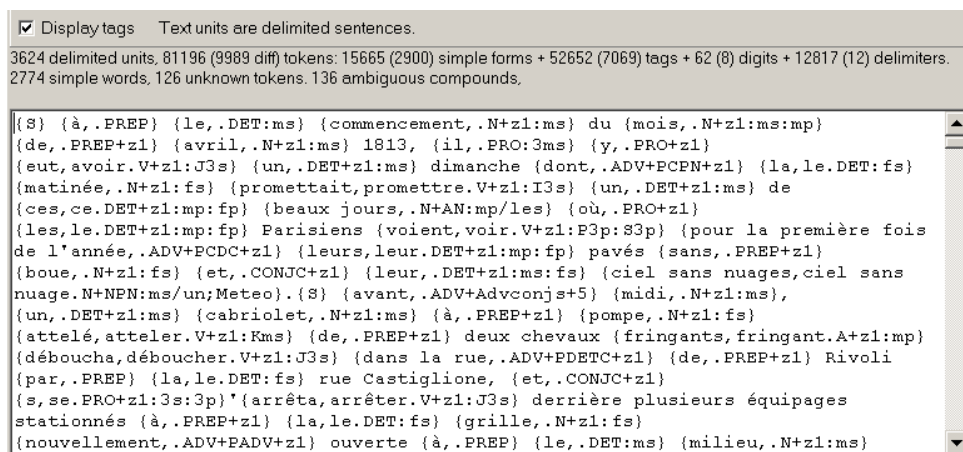 Display tags Text units are delimited sentences.
3624 delimited units, 81196 (9989 diff) tokens: 15665 (2900) simple forms + 52652 (7069) tags + 62 (8) digits + 12817 (12) delimiters.
2774 simple words, 126 unknown tokens. 136 ambiguous compounds,
{S} {à,.PREP} {le,.DET:ms} {commencement,.N+z1:ms} du {mois,.N+z1:ms:mp}
{de,.PREP+z1} {avril,.N+z1:ms} 1813, {il,.PRO:3ms} {y,.PRO+z1}
{eut,avoir.V+z1:J3s} {un,.DET+z1:ms} dimanche {dont,.ADV+PCPN+z1} {la,le.DET:fs}
{matinée,.N+z1:fs} {promettait,promettre.V+z1:I3s} {un,.DET+z1:ms} de
{ces,ce.DET+z1:mp:fp} {beaux jours,.N+AN:mp/les} {où,.PRO+z1}
{les,le.DET+z1:mp:fp} Parisiens {voient,voir.V+z1:P3p:S3p} {pour la première fois
de l'année,.ADV+PCDC+z1} {leurs,leur.DET+z1:mp:fp} pavés {sans,.PREP+z1}
{boue,.N+z1:fs} {et,.CONJC+z1} {leur,.DET+z1:ms:fs} {ciel sans nuages,ciel sans
nuage.N+NPN:ms/un;Meteo}.{S} {avant,.ADV+Advconjs+5} {midi,.N+z1:ms},
{un,.DET+z1:ms} {cabriolet,.N+z1:ms} {à,.PREP+z1} {pompe,.N+z1:fs}
{attelé,atteler.V+z1:Kms} {de,.PREP+z1} deux chevaux {fringants,fringant.A+z1:mp}
{déboucha,déboucher.V+z1:J3s} {dans la rue,.ADV+PDETC+z1} {de,.PREP+z1} Rivoli
{par,.PREP} {la,le.DET:fs} rue Castiglione, {et,.CONJC+z1}
{s,se.PRO+z1:3s:3p}'{arrêta,arrêter.V+z1:J3s} derrière plusieurs équipages
stationnés {à,.PREP+z1} {la,le.DET:fs} {grille,.N+z1:fs}
{nouvellement,.ADV+PADV+z1} ouverte {à,.PREP} {le,.DET:ms} {milieu,.N+z1:ms}